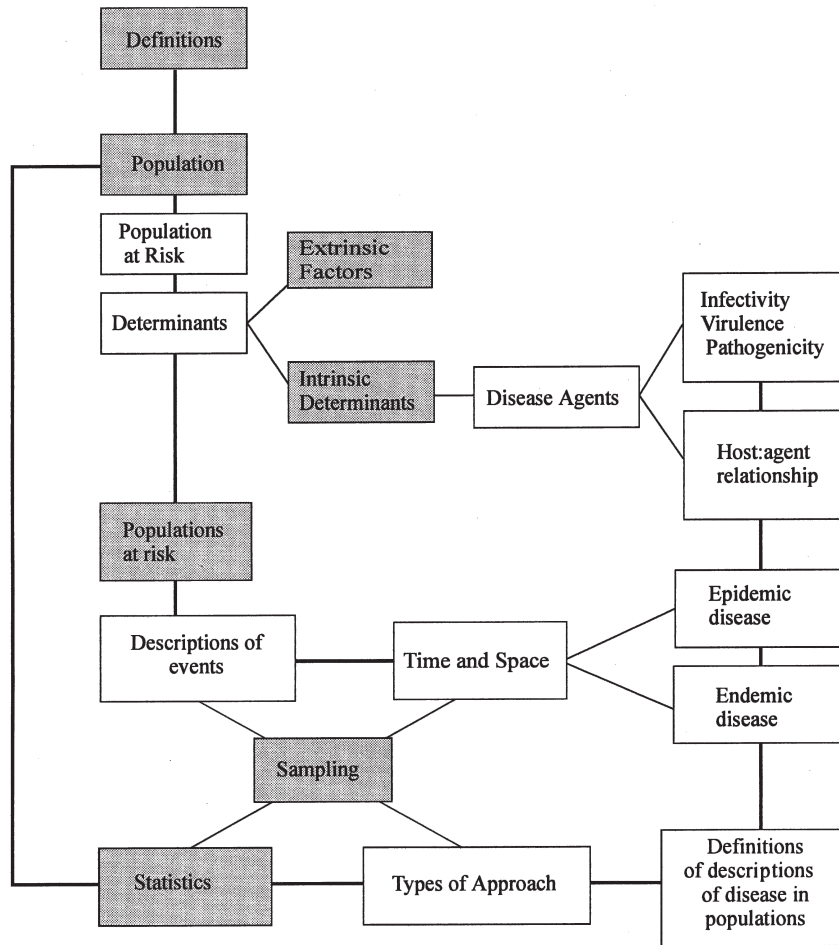 Definitions
Population
Population
at Risk
Extrinsic
Factors
Determinants
Infectivity
Virulence
Pathogenicity
Intrinsic
Determinants
Disease Agents
Host:agent
relationship
Populations
at risk
Epidemic
disease
Descriptions of
events
Time and Space
Endemic
disease
Sampling
Statistics
Types of Approach
Definitions
of descriptions
of disease in
populations